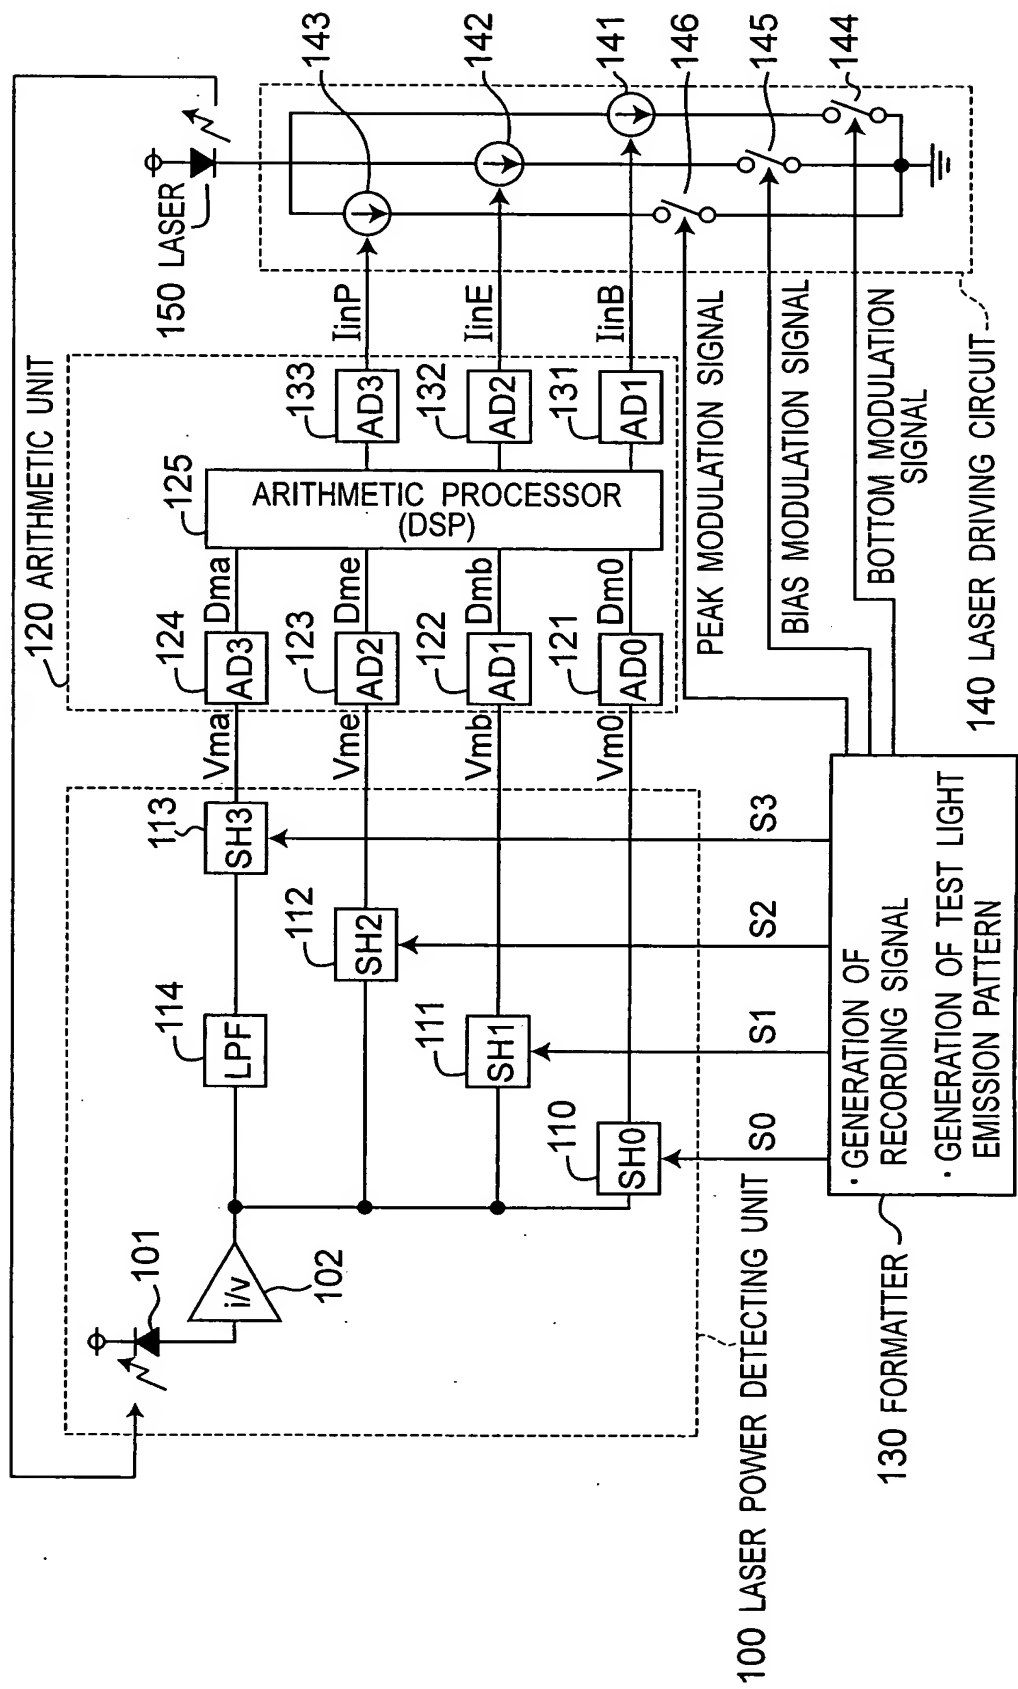 150 LASER
143
142
141
146
145
144
120 ARITHMETIC UNIT
IinP
IinE
IinB
133
AD3
132
AD2
131
AD1
125
ARITHMETIC PROCESSOR
(DSP)
Dma
Dme
Dmb
Dm0
124
AD3
123
AD2
122
AD1
121
AD0
Vma
Vme
Vmb
Vm0
PEAK MODULATION SIGNAL
BIAS MODULATION SIGNAL
BOTTOM MODULATION
SIGNAL
140 LASER DRIVING CIRCUIT
113
SH3
112
SH2
114
LPF
111
SH1
110
SH0
101
i/v
102
S3
S2
S1
S0
100 LASER POWER DETECTING UNIT
· GENERATION OF
RECORDING SIGNAL
· GENERATION OF TEST LIGHT
EMISSION PATTERN
130 FORMATTER